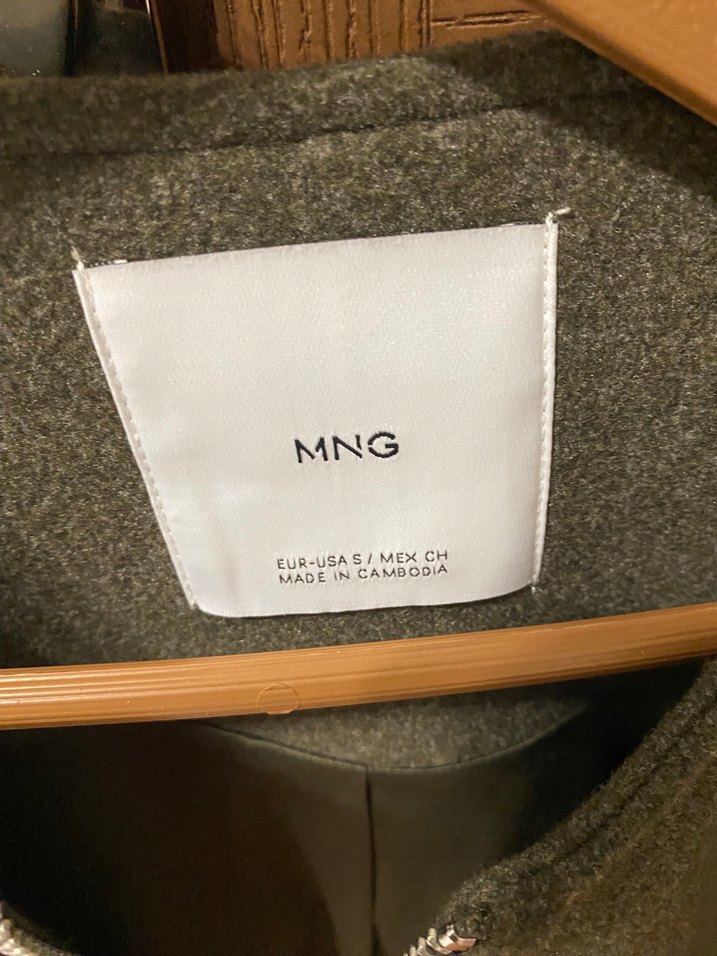 MNG
EUR-USA S / MEX CH
MADE IN CAMBODIA